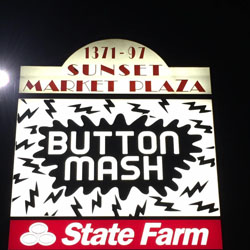 1371-97
SUNSET
MARKET PLAZA
BUTTON
MASH
State Farm